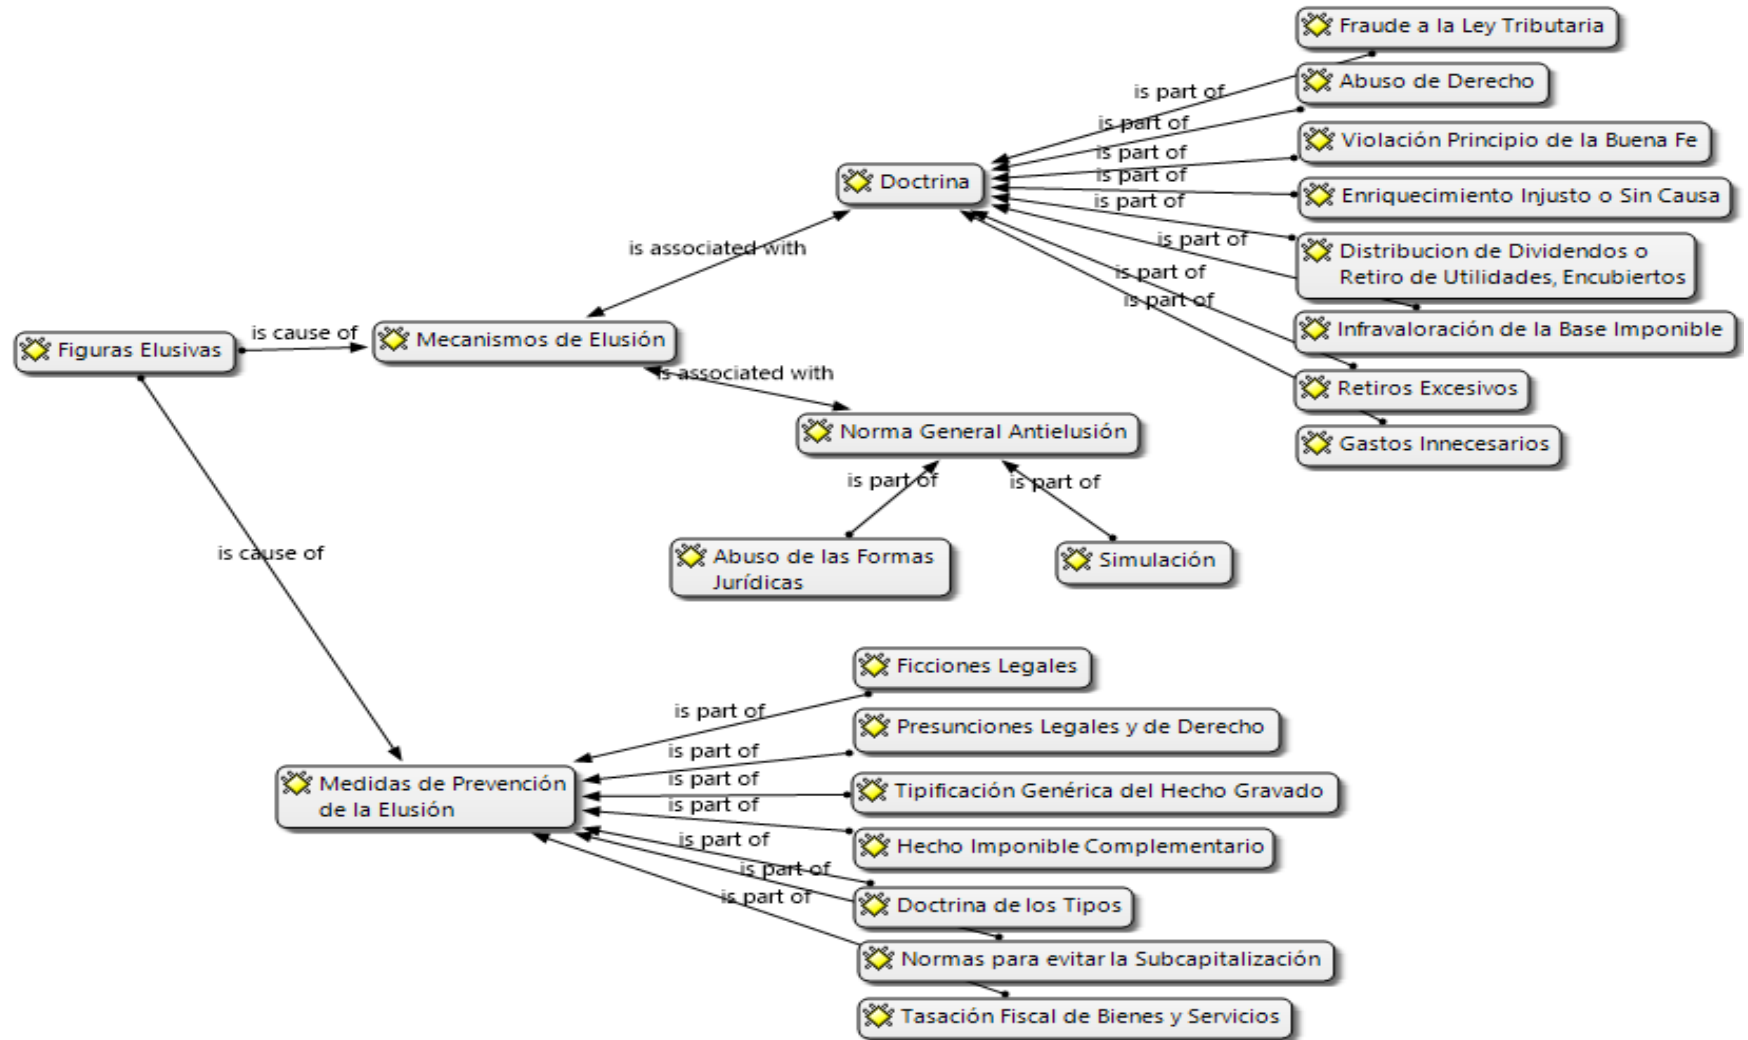 Fraude a la Ley Tributaria
is part of
Abuso de Derecho
is part of
Violación Principio de la Buena Fe
is part of
Doctrina
is part of
Enriquecimiento Injusto o Sin Causa
is part of
is associated with
is part of
Distribucion de Dividendos o
Retiro de Utilidades, Encubiertos
is part of
is part of
Infravaloración de la Base Imponible
Figuras Elusivas
is cause of
Mecanismos de Elusión
is associated with
Retiros Excesivos
Norma General Antielusión
Gastos Innecesarios
is part of
is part of
is cause of
Abuso de las Formas
Jurídicas
Simulación
Ficciones Legales
is part of
Presunciones Legales y de Derecho
is part of
Medidas de Prevención
de la Elusión
is part of
Tipificación Genérica del Hecho Gravado
is part of
Hecho Imponible Complementario
is part of
is part of
is part of
Doctrina de los Tipos
Normas para evitar la Subcapitalización
Tasación Fiscal de Bienes y Servicios